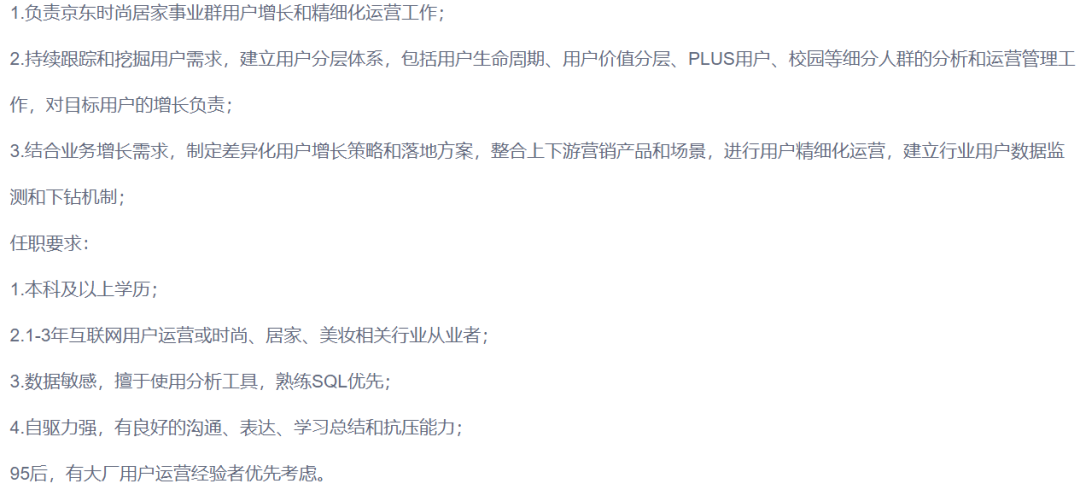 1.负责京东时尚居家事业群用户增长和精细化运营工作；
2.持续跟踪和挖掘用户需求，建立用户分层体系，包括用户生命周期、用户价值分层、PLUS用户、校园等细分人群的分析和运营管理工
作，对目标用户的增长负责；
3.结合业务增长需求，制定差异化用户增长策略和落地方案，整合上下游营销产品和场景，进行用户精细化运营，建立行业用户数据监
测和下钻机制；
任职要求：
1.本科及以上学历；
2.1-3年互联网用户运营或时尚、居家、美妆相关行业从业者；
3.数据敏感，擅于使用分析工具，熟练SQL优先；
4.自驱力强，有良好的沟通、表达、学习总结和抗压能力；
95后，有大厂用户运营经验者优先考虑。